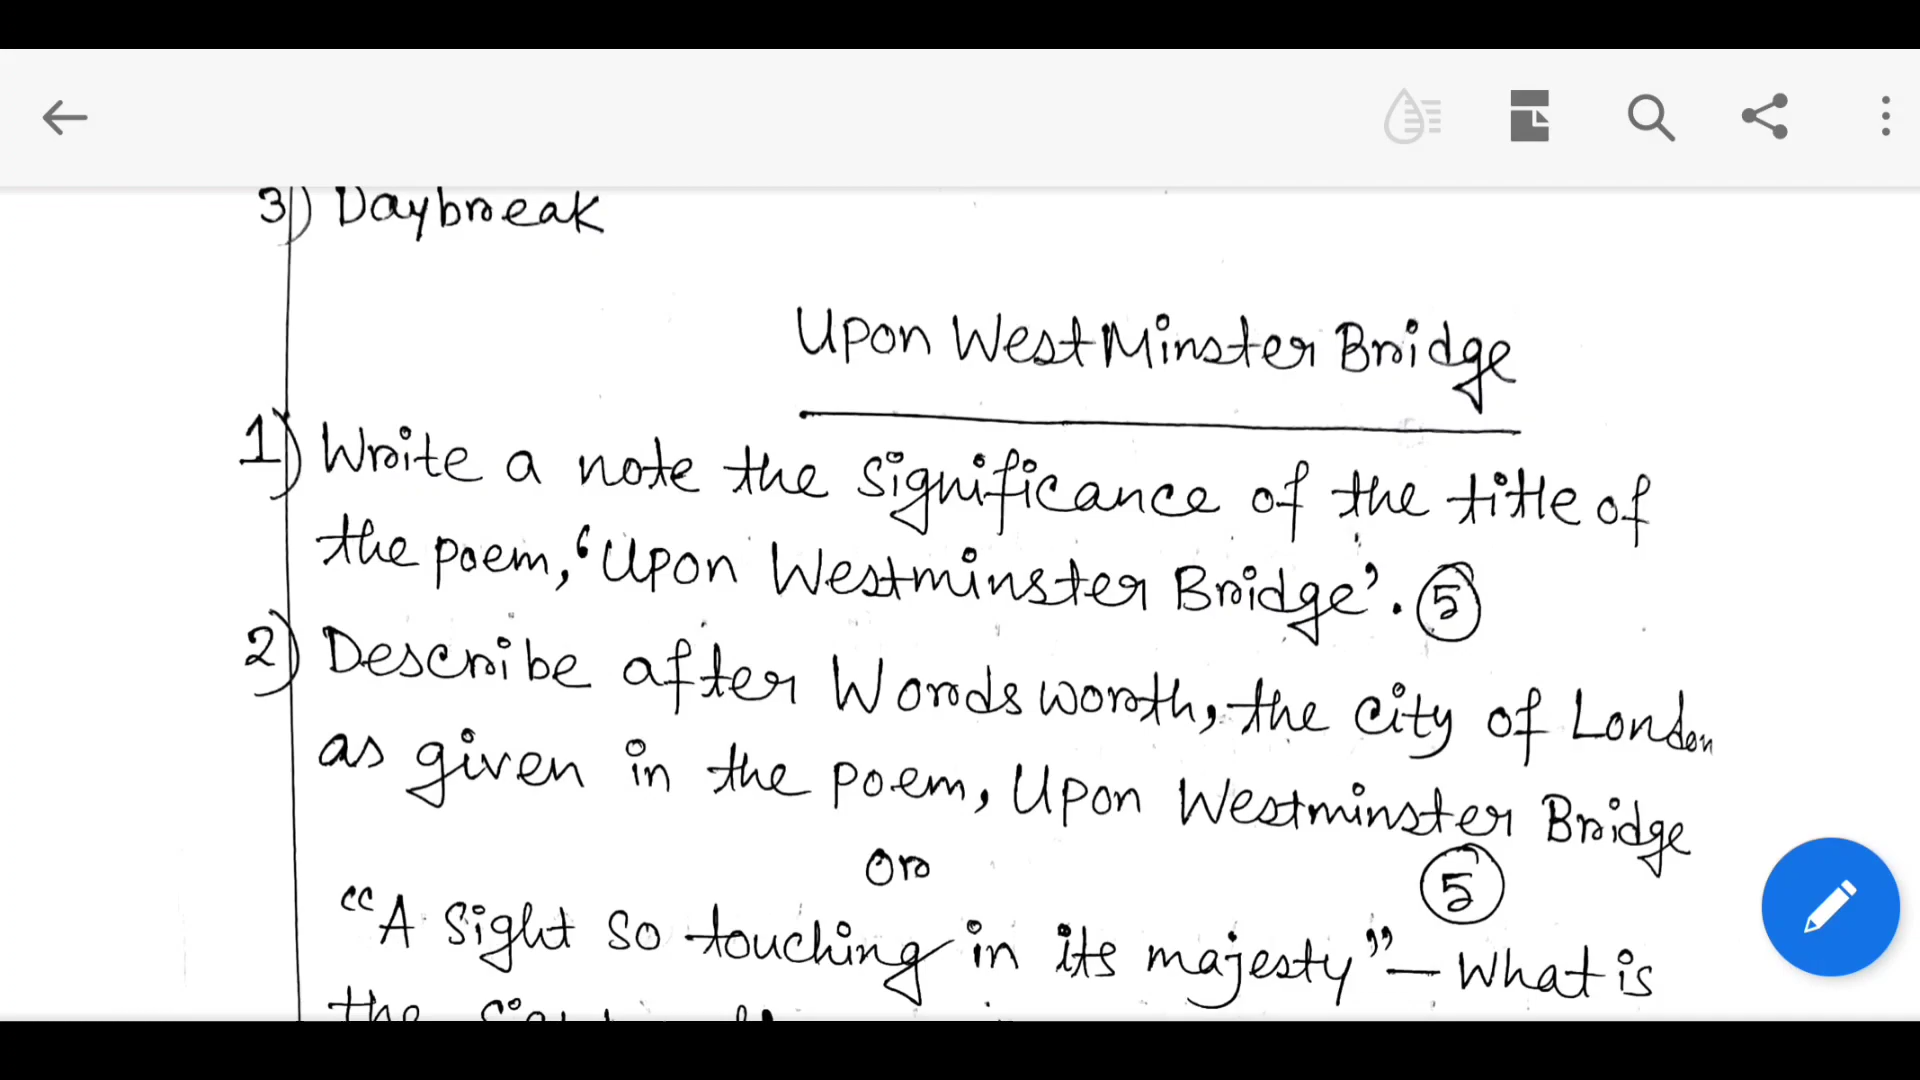 3) Daybreak
Upon WestMinster Bridge
1) Write a note the significance of the title of
the poem, 'Upon Westminster Bridge'. 5
2) Describe after Wordsworth, the city of London
as given in the poem, Upon Westminster Bridge
Or 5
"A sight so touching in its majesty" – What is
the